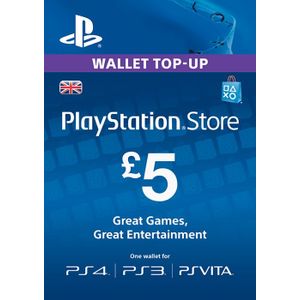 WALLET TOP-UP
PlayStation®Store
£5
Great Games,
Great Entertainment
One wallet for
PS4 | PS3 | PSVITA